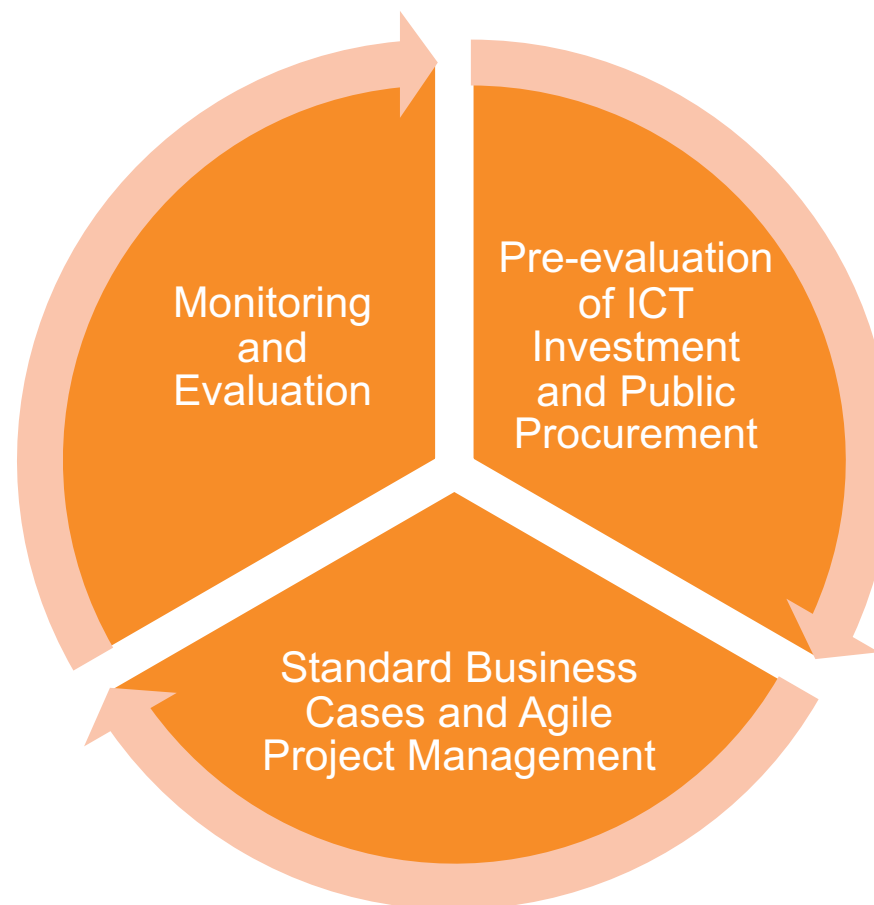 Pre-evaluation
of ICT
Investment
and Public
Procurement
Standard Business
Cases and Agile
Project Management
Monitoring
and
Evaluation